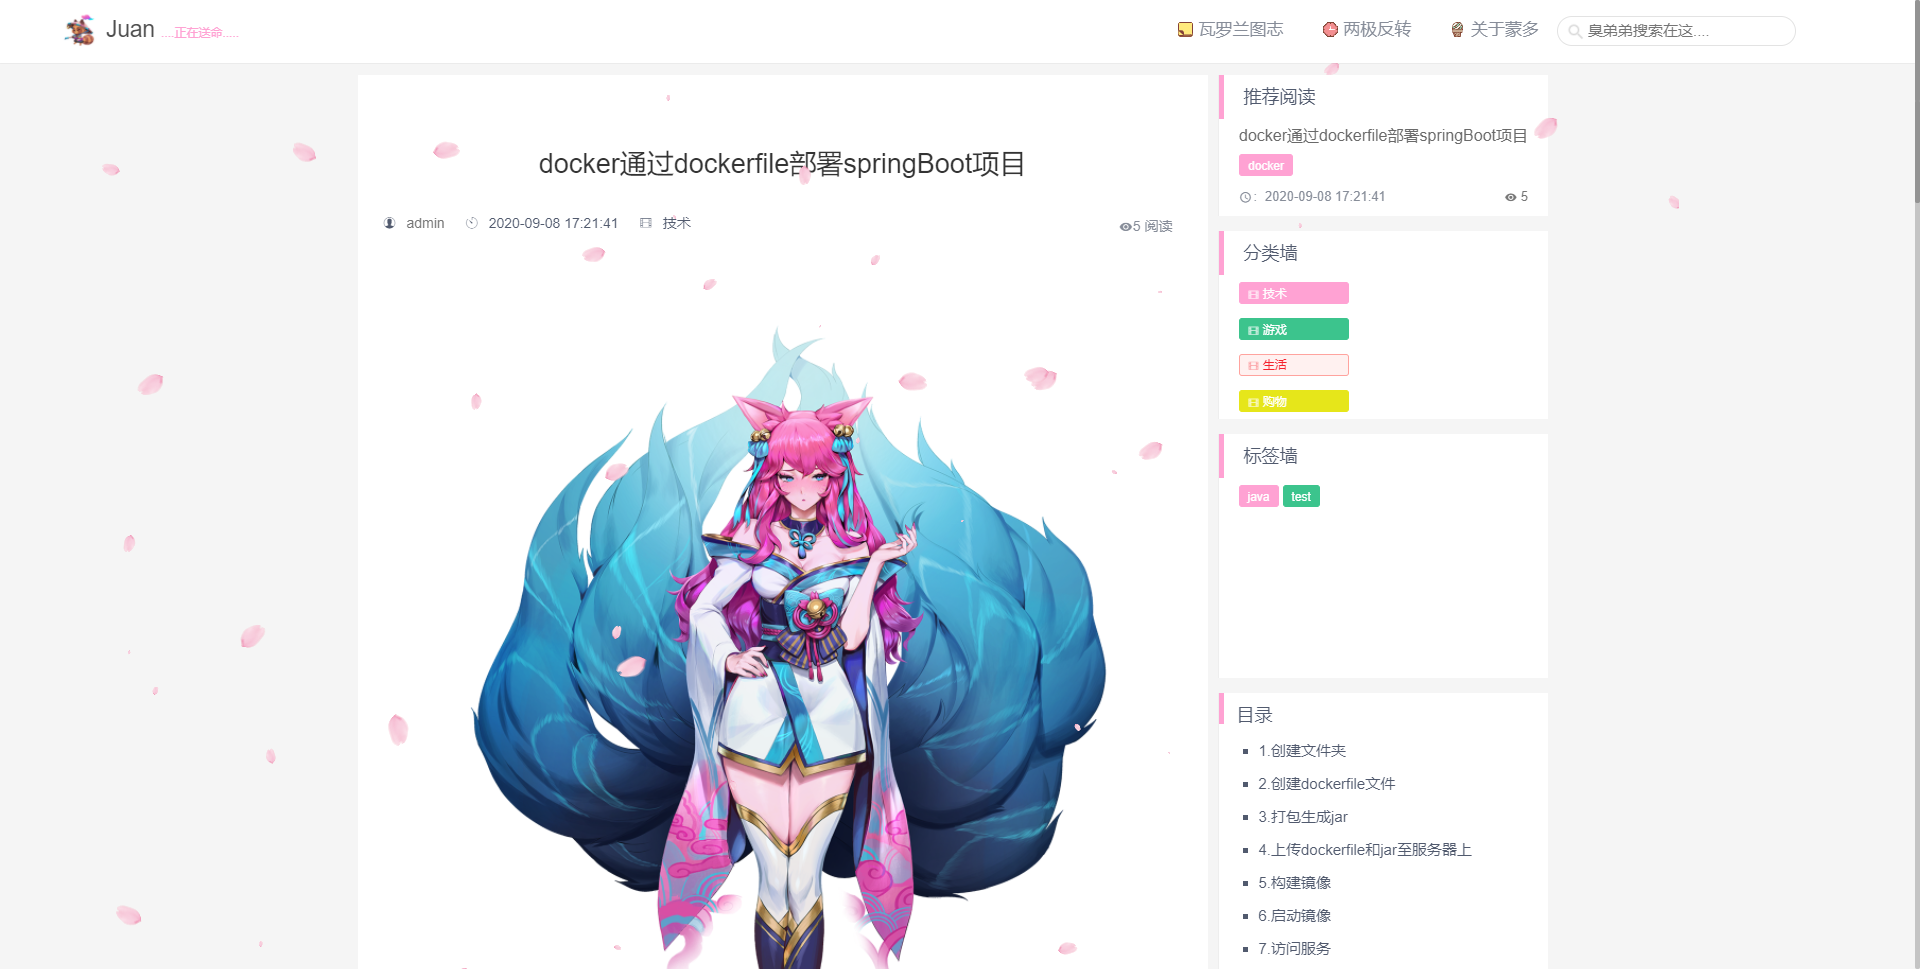 Juan ....正在送命.....
瓦罗兰图志
两极反转
关于蒙多
臭弟弟搜索在这....
docker通过dockerfile部署springBoot项目
admin 2020-09-08 17:21:41 技术
5 阅读
推荐阅读
docker通过dockerfile部署springBoot项目
docker
: 2020-09-08 17:21:41 5
分类墙
技术
游戏
生活
购物
标签墙
java test
目录
1.创建文件夹
2.创建dockerfile文件
3.打包生成jar
4.上传dockerfile和jar至服务器上
5.构建镜像
6.启动镜像
7.访问服务